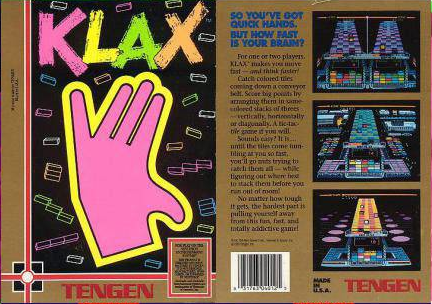 KLAX™
TENGEN
SO YOU'VE GOT
QUICK HANDS.
BUT HOW FAST
IS YOUR BRAIN?
For one or two players,
KLAX™ makes you move
fast — and think faster!
Catch colored tiles
coming down a conveyor
belt. Score big points by
arranging them in same-
colored stacks of threes
—vertically, horizontally
or diagonally. A tic-tac-
tile game if you will.
Sounds easy? It is...
until the tiles come tum-
bling at you so fast,
you'll go nuts trying to
catch them all — while
figuring out where best
to stack them before you
run out of room!
No matter how tough
it gets, the hardest part is
pulling yourself away
from this fun, fast, and
totally addictive game!
MADE
IN
U.S.A.
TENGEN